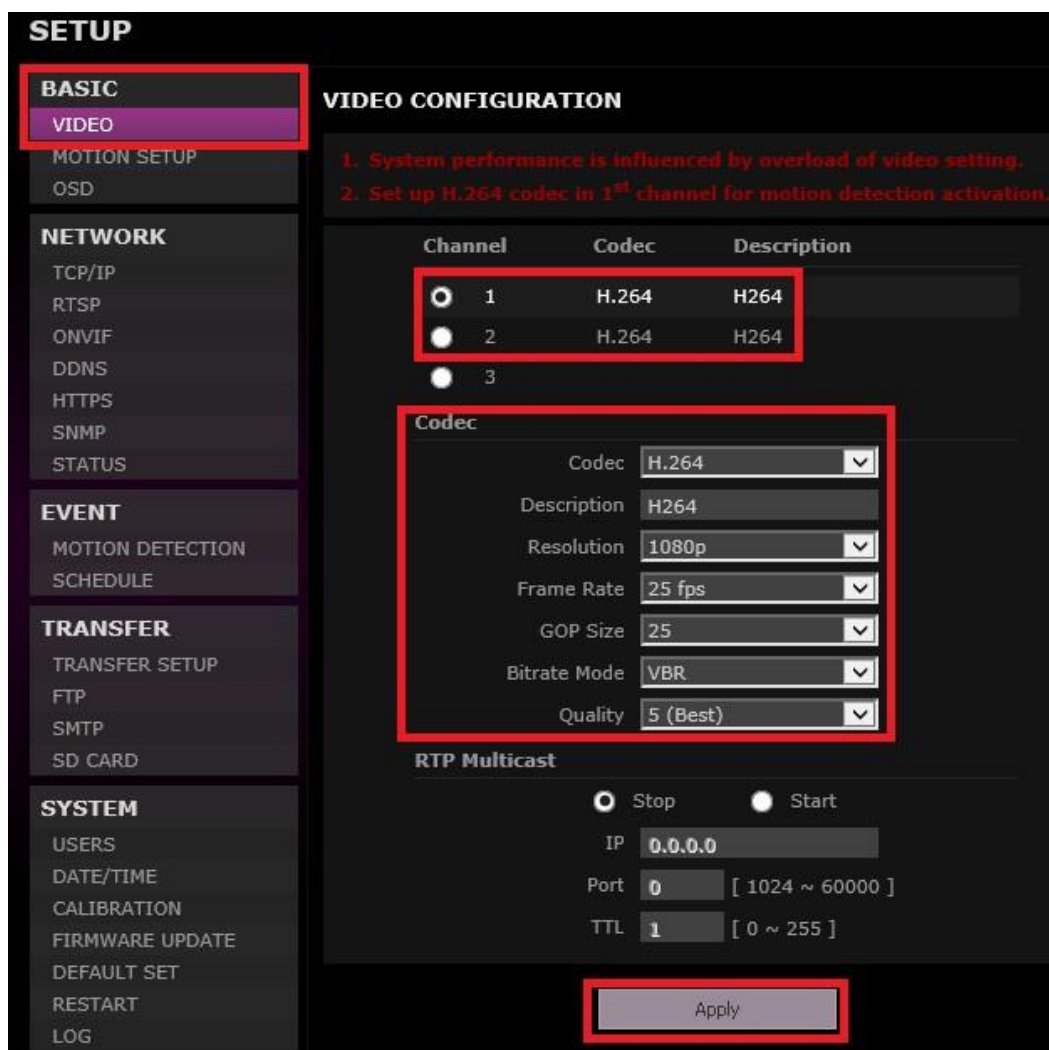 SETUP
BASIC
VIDEO
MOTION SETUP
OSD
NETWORK
TCP/IP
RTSP
ONVIF
DDNS
HTTPS
SNMP
STATUS
EVENT
MOTION DETECTION
SCHEDULE
TRANSFER
TRANSFER SETUP
FTP
SMTP
SD CARD
SYSTEM
USERS
DATE/TIME
CALIBRATION
FIRMWARE UPDATE
DEFAULT SET
RESTART
LOG
VIDEO CONFIGURATION
1. System performance is influenced by overload of video setting.
2. Set up H.264 codec in 1st channel for motion detection activation.
Channel Codec Description
1 H.264 H264
2 H.264 H264
3
Codec
Codec H.264
Description H264
Resolution 1080p
Frame Rate 25 fps
GOP Size 25
Bitrate Mode VBR
Quality 5 (Best)
RTP Multicast
Stop Start
IP 0.0.0.0
Port 0 [ 1024 ~ 60000 ]
TTL 1 [ 0 ~ 255 ]
Apply